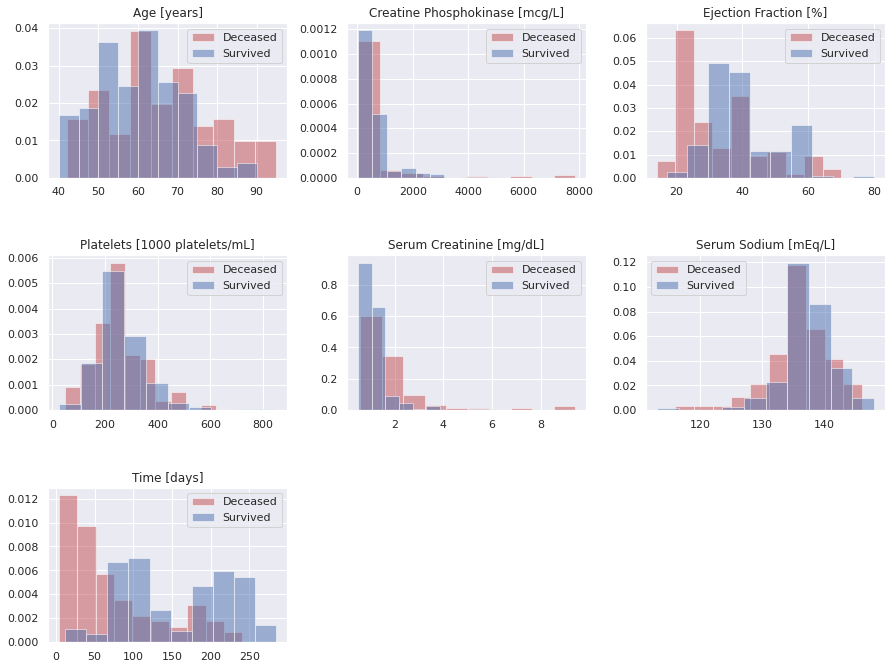 Age [years]
Deceased
Survived
0.04
0.03
0.02
0.01
0.00
40 50 60 70 80 90
Creatine Phosphokinase [mcg/L]
Deceased
Survived
0.0012
0.0010
0.0008
0.0006
0.0004
0.0002
0.0000
0 2000 4000 6000 8000
Ejection Fraction [%]
Deceased
Survived
0.06
0.05
0.04
0.03
0.02
0.01
0.00
20 40 60 80
Platelets [1000 platelets/mL]
Deceased
Survived
0.006
0.005
0.004
0.003
0.002
0.001
0.000
0 200 400 600 800
Serum Creatinine [mg/dL]
Deceased
Survived
0.8
0.6
0.4
0.2
0.0
2 4 6 8
Serum Sodium [mEq/L]
Deceased
Survived
0.12
0.10
0.08
0.06
0.04
0.02
0.00
120 130 140
Time [days]
Deceased
Survived
0.012
0.010
0.008
0.006
0.004
0.002
0.000
0 50 100 150 200 250